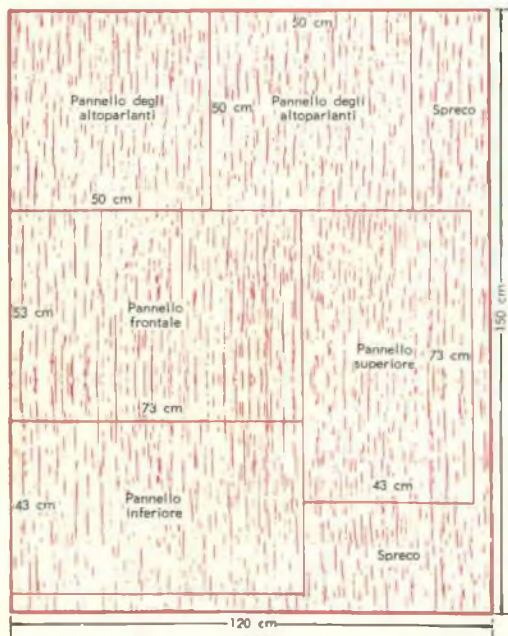 50 cm
Pannello degli
altoparlanti
50 cm
Pannello degli
altoparlanti
Spreco
50 cm
53 cm
Pannello
frontale
73 cm
Pannello
superiore
73 cm
43 cm
43 cm
Pannello
inferiore
Spreco
150 cm
120 cm